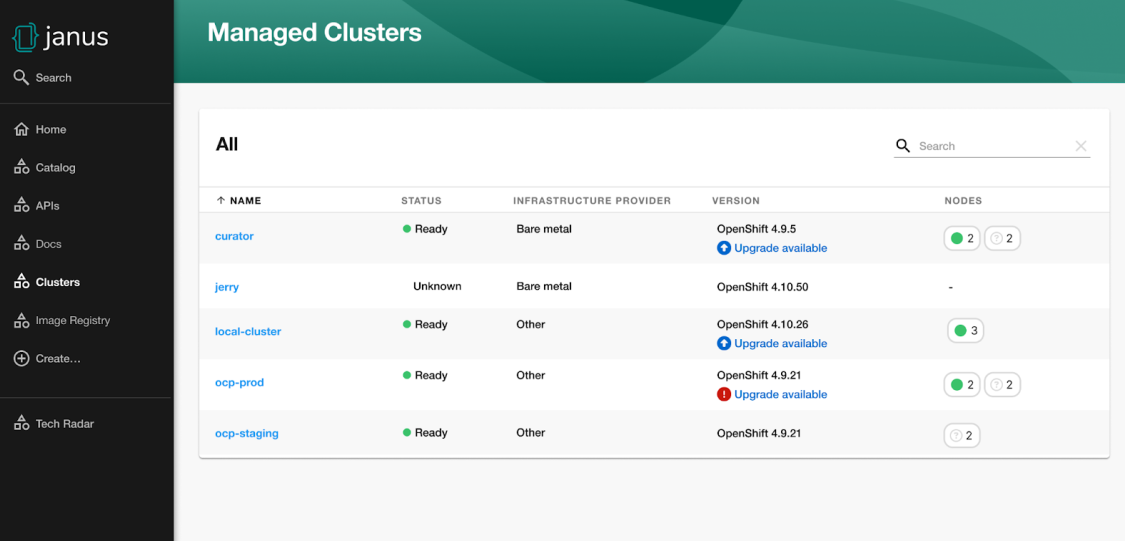 janus
Search
Home
Catalog
APIs
Docs
Clusters
Image Registry
Create...
Tech Radar
Managed Clusters
All
Search
NAME STATUS INFRASTRUCTURE PROVIDER VERSION NODES
curator Ready Bare metal OpenShift 4.9.5 2 ? 2
Upgrade available
jerry Unknown Bare metal OpenShift 4.10.50 -
local-cluster Ready Other OpenShift 4.10.26 3
Upgrade available
ocp-prod Ready Other OpenShift 4.9.21 2 ? 2
! Upgrade available
ocp-staging Ready Other OpenShift 4.9.21 ? 2